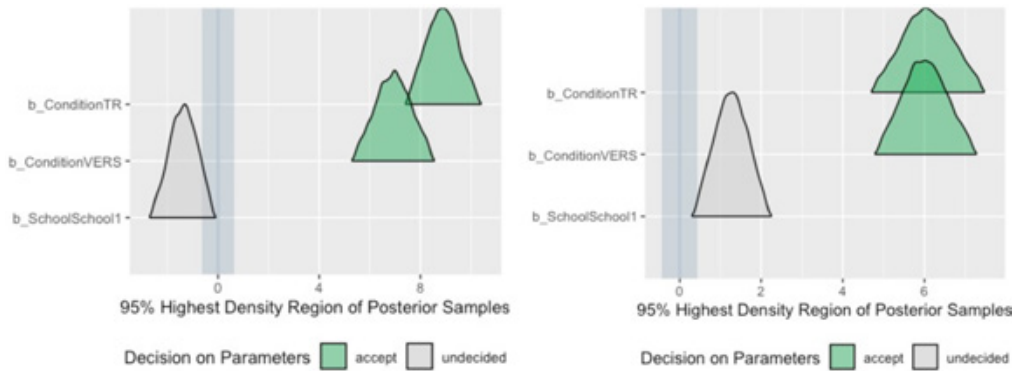 b_ConditionTR
b_ConditionVERS
b_SchoolSchool1
0 4 8
95% Highest Density Region of Posterior Samples
Decision on Parameters accept undecided
b_ConditionTR
b_ConditionVERS
b_SchoolSchool1
0 2 4 6
95% Highest Density Region of Posterior Samples
Decision on Parameters accept undecided